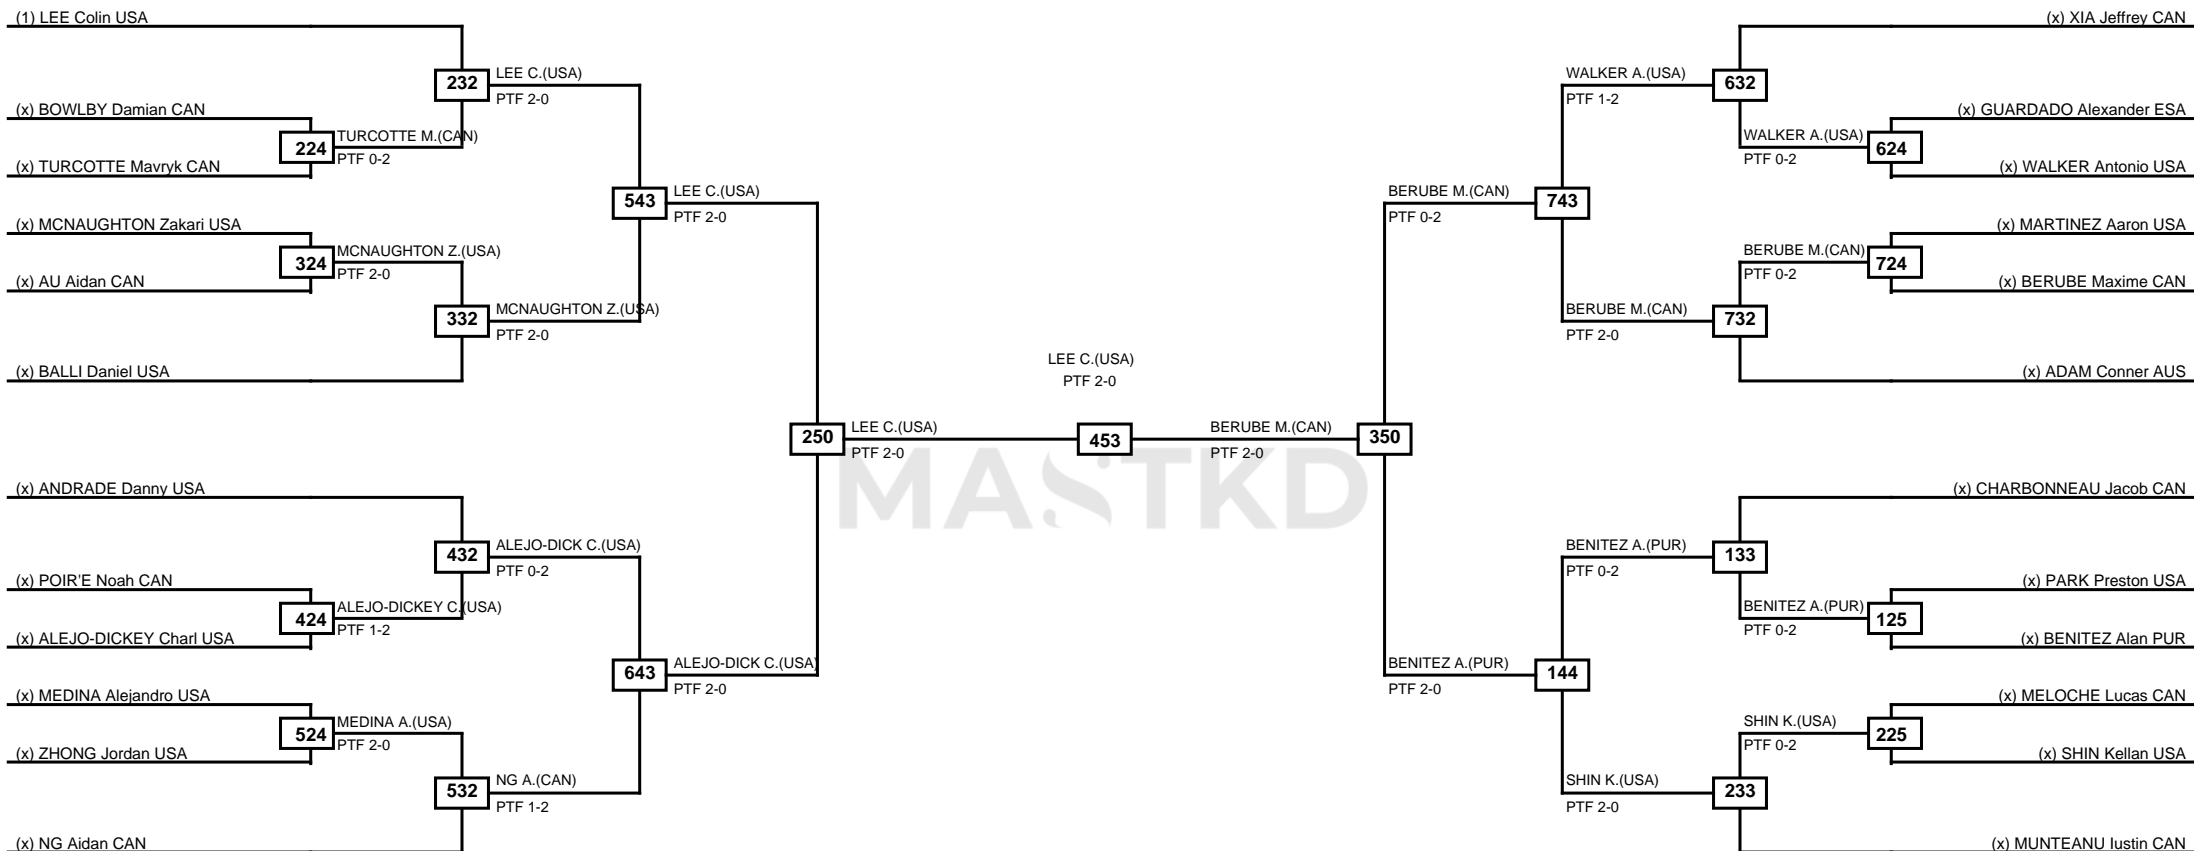 (1) LEE Colin USA
(x) BOWLBY Damian CAN
(x) TURCOTTE Mavryk CAN
(x) MCNAUGHTON Zakari USA
(x) AU Aidan CAN
(x) BALLI Daniel USA
(x) ANDRADE Danny USA
(x) POIR'E Noah CAN
(x) ALEJO-DICKEY Charl USA
(x) MEDINA Alejandro USA
(x) ZHONG Jordan USA
(x) NG Aidan CAN
224
TURCOTTE M.(CAN)
PTF 0-2
324
MCNAUGHTON Z.(USA)
PTF 2-0
424
ALEJO-DICKEY C.(USA)
PTF 1-2
524
MEDINA A.(USA)
PTF 2-0
232
LEE C.(USA)
PTF 2-0
332
MCNAUGHTON Z.(USA)
PTF 2-0
432
ALEJO-DICK C.(USA)
PTF 0-2
532
NG A.(CAN)
PTF 1-2
543
LEE C.(USA)
PTF 2-0
643
ALEJO-DICK C.(USA)
PTF 2-0
250
LEE C.(USA)
PTF 2-0
LEE C.(USA)
PTF 2-0
453
MASTKD
BERUBE M.(CAN)
PTF 2-0
350
BERUBE M.(CAN)
PTF 0-2
743
BENITEZ A.(PUR)
PTF 2-0
144
WALKER A.(USA)
PTF 1-2
632
BERUBE M.(CAN)
PTF 2-0
732
BENITEZ A.(PUR)
PTF 0-2
133
SHIN K.(USA)
PTF 2-0
233
WALKER A.(USA)
PTF 0-2
624
BERUBE M.(CAN)
PTF 0-2
724
BENITEZ A.(PUR)
PTF 0-2
125
SHIN K.(USA)
PTF 0-2
225
(x) XIA Jeffrey CAN
(x) GUARDADO Alexander ESA
(x) WALKER Antonio USA
(x) MARTINEZ Aaron USA
(x) BERUBE Maxime CAN
(x) ADAM Conner AUS
(x) CHARBONNEAU Jacob CAN
(x) PARK Preston USA
(x) BENITEZ Alan PUR
(x) MELOCHE Lucas CAN
(x) SHIN Kellan USA
(x) MUNTEANU Iustin CAN